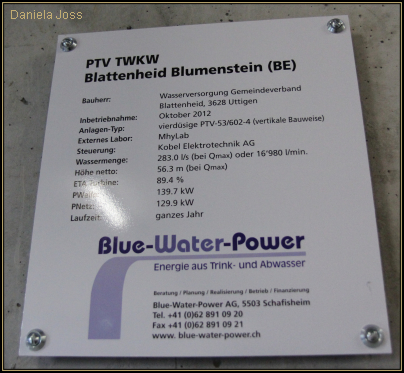 Daniela Joss
PTV TWKW
Blattenheid Blumenstein (BE)
Bauherr: Wasserversorgung Gemeindeverband
Blattenheid, 3628 Uttigen
Inbetriebnahme: Oktober 2012
Anlagen-Typ: vierdüsige PTV-53/602-4 (vertikale Bauweise)
Externes Labor: MhyLab
Steuerung: Kobel Elektrotechnik AG
Wassermenge: 283.0 l/s (bei Qmax) oder 16'980 l/min.
Höhe netto: 56.3 m (bei Qmax)
ETA Turbine: 89.4 %
139.7 kW
PNetz: 129.9 kW
Laufzeit: ganzes Jahr
Blue-Water-Power
Energie aus Trink- und Abwasser
Beratung / Planung / Realisierung / Betrieb / Finanzierung
Blue-Water-Power AG, 5503 Schafisheim
Tel. +41 (0)62 891 09 20
Fax +41 (0)62 891 09 21
www. blue-water-power.ch